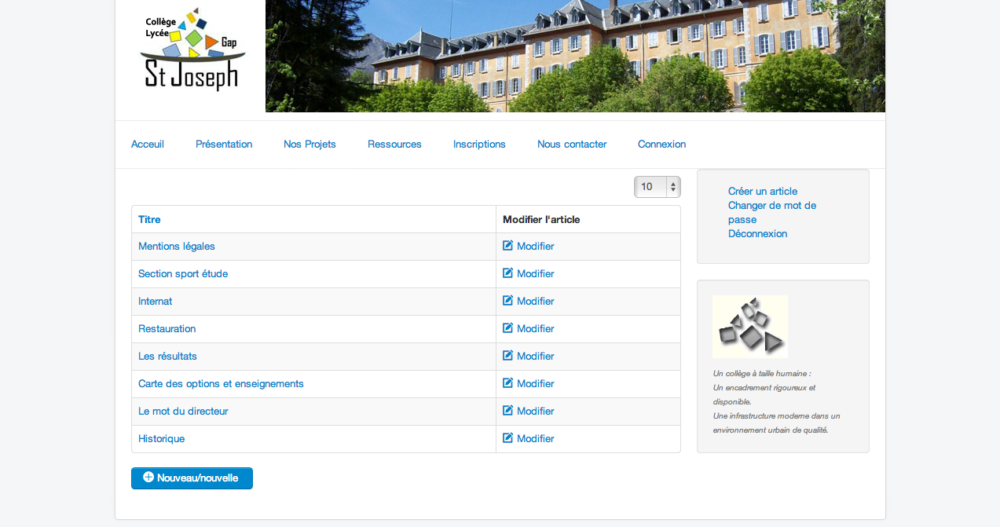 Collège
Lycée
Gap
St Joseph
Acceuil Présentation Nos Projets Ressources Inscriptions Nous contacter Connexion
10
Titre Modifier l'article
Mentions légales Modifier
Section sport étude Modifier
Internat Modifier
Restauration Modifier
Les résultats Modifier
Carte des options et enseignements Modifier
Le mot du directeur Modifier
Historique Modifier
Nouveau/nouvelle
Créer un article
Changer de mot de
passe
Déconnexion
Un collège à taille humaine :
Un encadrement rigoureux et
disponible.
Une infrastructure moderne dans un
environnement urbain de qualité.